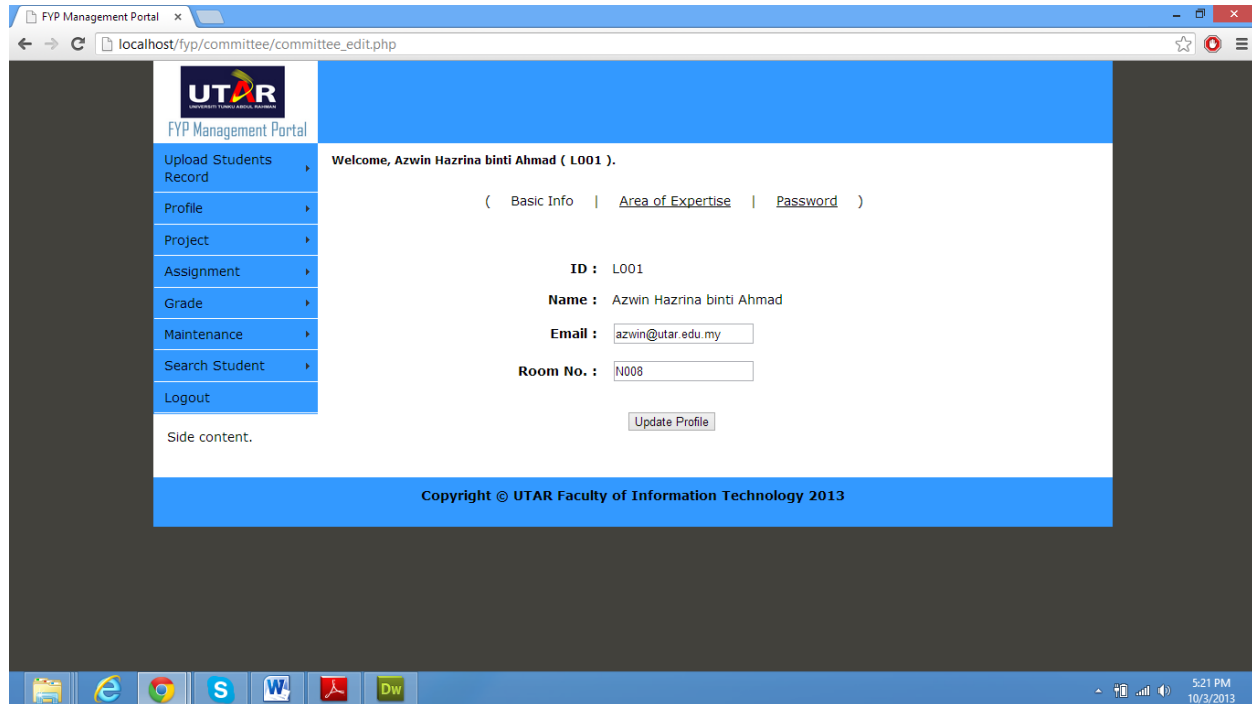 FYP Management Portal
localhost/fyp/committee/committee_edit.php
UTAR
UNIVERSITI TUNKU ABDUL RAHMAN
FYP Management Portal
Upload Students
Record
Profile
Project
Assignment
Grade
Maintenance
Search Student
Logout
Side content.
Welcome, Azwin Hazrina binti Ahmad ( L001 ).
( Basic Info | Area of Expertise | Password )
ID : L001
Name : Azwin Hazrina binti Ahmad
Email : azwin@utar.edu.my
Room No. : N008
Update Profile
Copyright © UTAR Faculty of Information Technology 2013
S
W
Dw
5:21 PM
10/3/2013